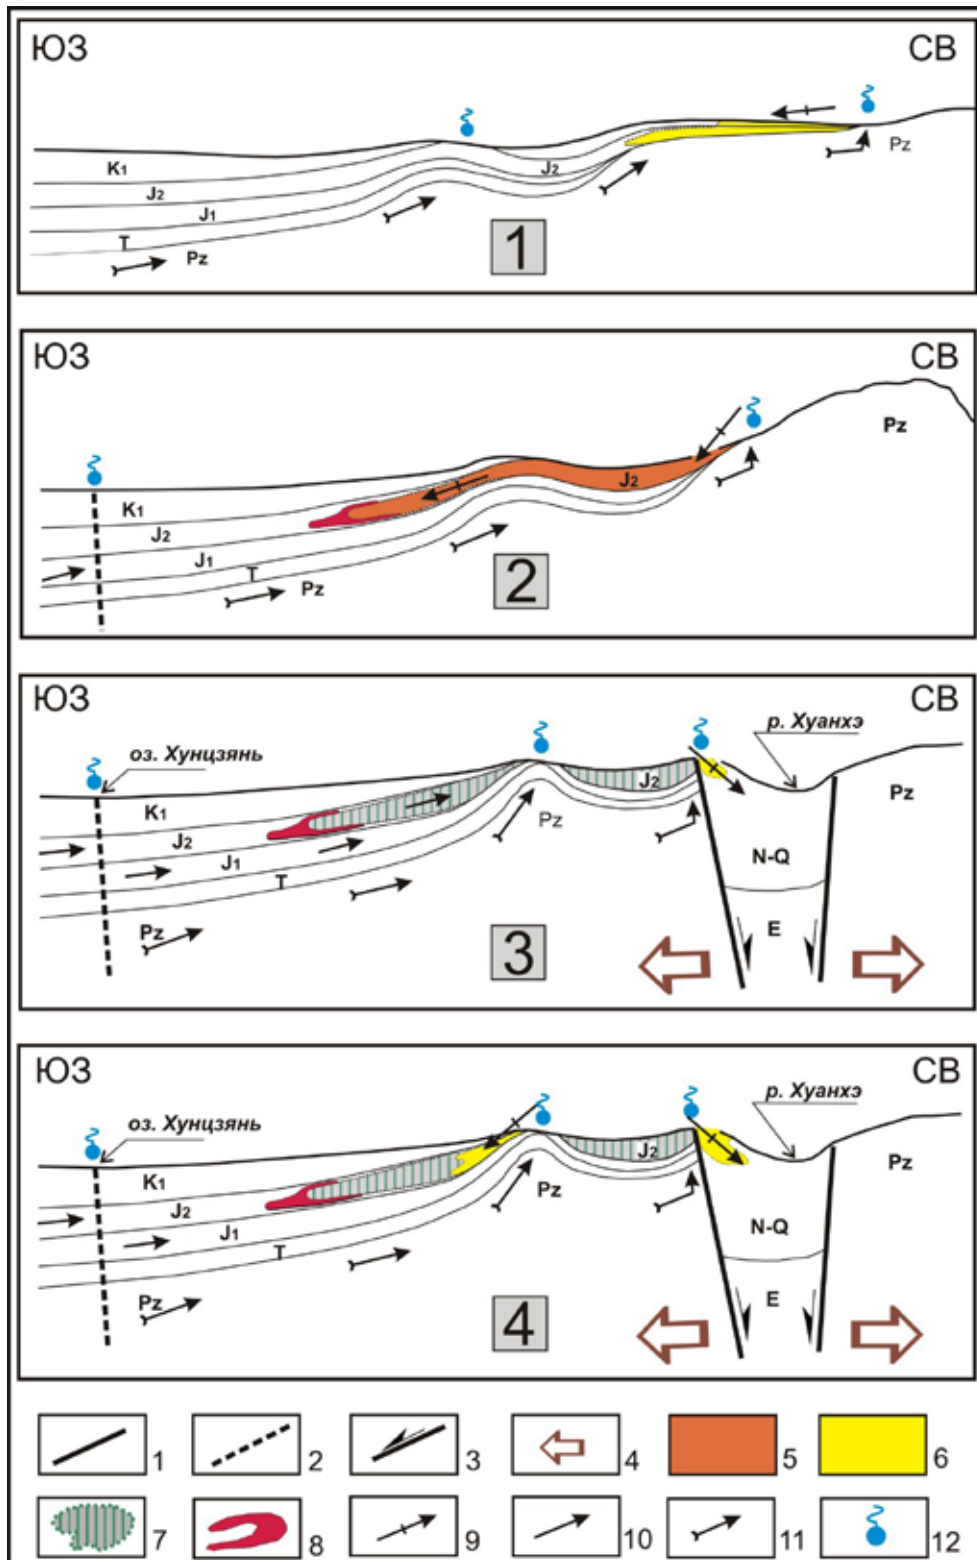 ЮЗ СВ
K1 J2 Pz
J2
J1
T Pz
1
ЮЗ СВ
Pz
K1 J2
J2
J1
T Pz
2
ЮЗ СВ
оз. Хунцзянь р. Хуанхэ
K1 J2 Pz
J2 Pz
J1 N-Q
T
Pz E
3
ЮЗ СВ
оз. Хунцзянь р. Хуанхэ
K1 J2 Pz
J2 Pz
J1 N-Q
T
Pz E
4
1 2 3 4 5 6
7 8 9 10 11 12